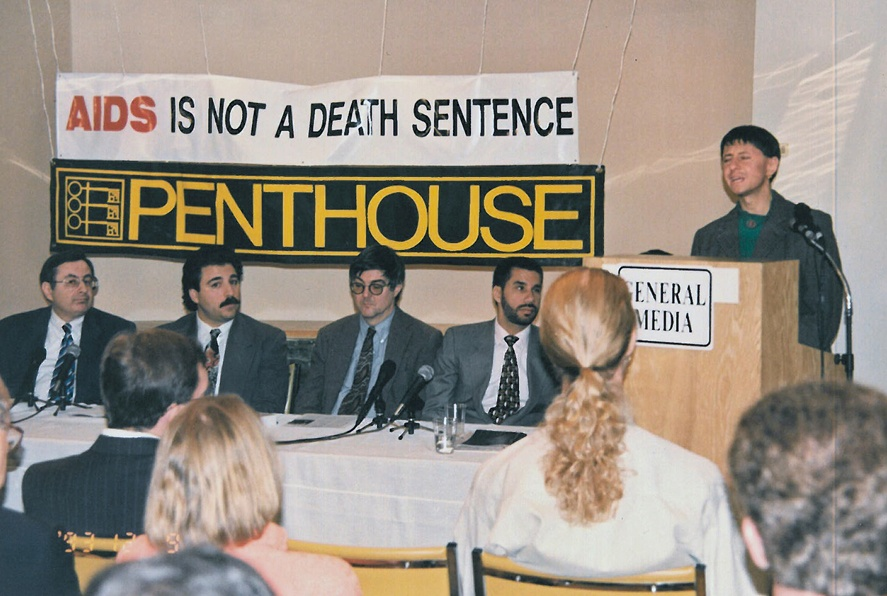 AIDS IS NOT A DEATH SENTENCE
PENTHOUSE
GENERAL
MEDIA